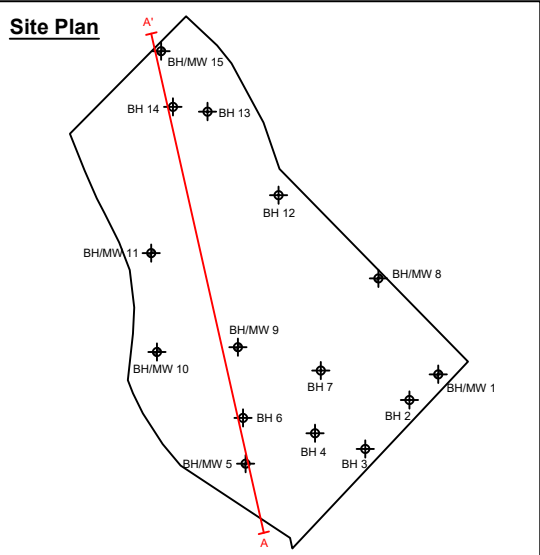 Site Plan
A'
BH/MW 15
BH 14
BH 13
BH 12
BH/MW 11
BH/MW 8
BH/MW 9
BH/MW 10
BH 7
BH/MW 1
BH 2
BH 6
BH 4
BH 3
BH/MW 5
A